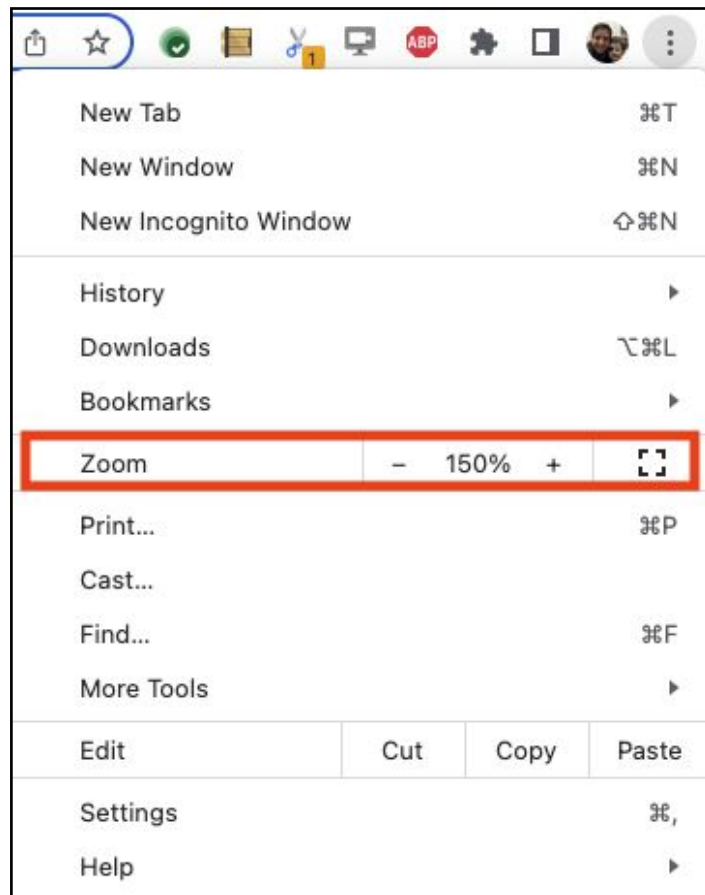 1 ABP
New Tab ⌘T
New Window ⌘N
New Incognito Window ⇧⌘N
History
Downloads ⌥⌘L
Bookmarks
Zoom − 150% +
Print... ⌘P
Cast...
Find... ⌘F
More Tools
Edit Cut Copy Paste
Settings ⌘,
Help